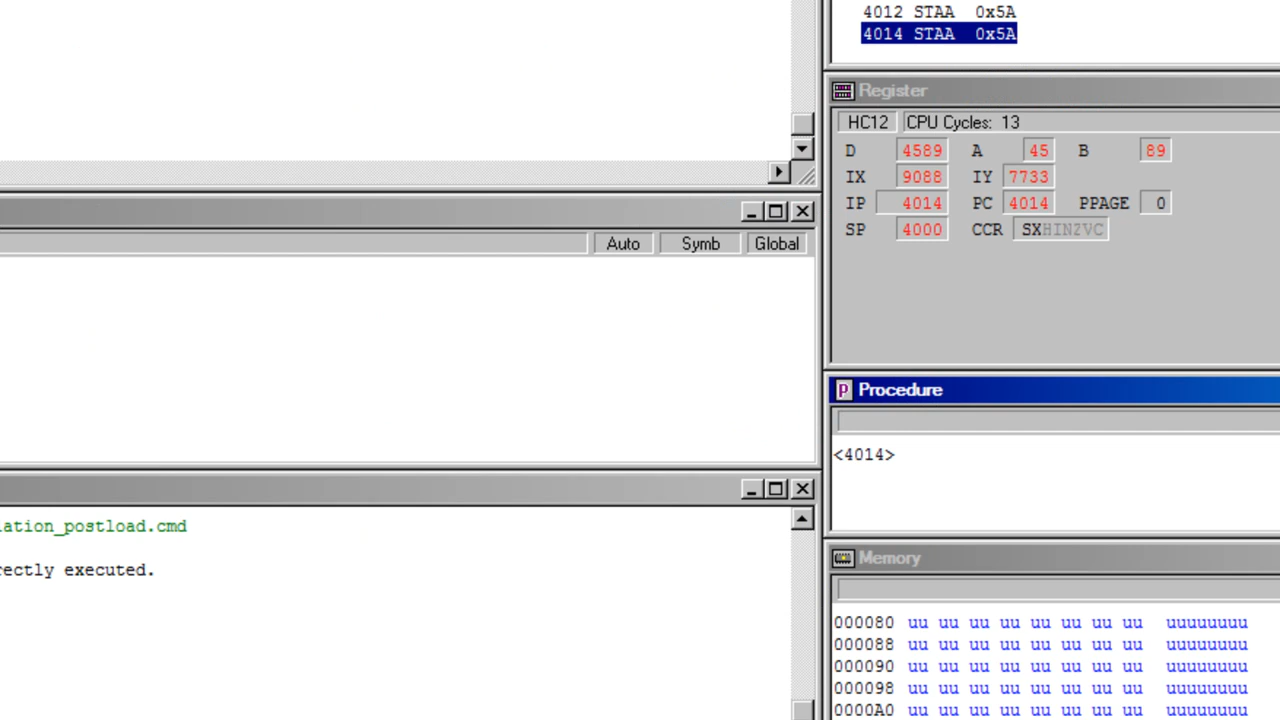 4012 STAA 0x5A
4014 STAA 0x5A
Register
HC12 CPU Cycles: 13
D 4589 A 45 B 89
IX 9088 IY 7733
IP 4014 PC 4014 PPAGE 0
SP 4000 CCR SXHINZVC
Auto Symb Global
Procedure
<4014>
lation_postload.cmd
rectly executed.
Memory
000080 uu uu uu uu uu uu uu uu uuuuuuuu
000088 uu uu uu uu uu uu uu uu uuuuuuuu
000090 uu uu uu uu uu uu uu uu uuuuuuuu
000098 uu uu uu uu uu uu uu uu uuuuuuuu
0000A0 uu uu uu uu uu uu uu uu uuuuuuuu